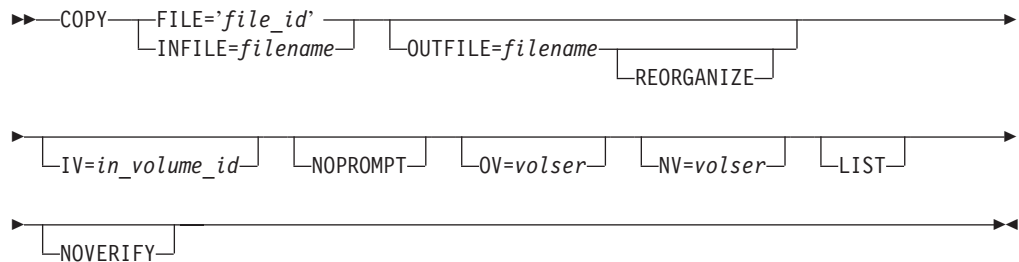 COPY FILE='file_id'
INFILE=filename OUTFILE=filename
REORGANIZE
IV=in_volume_id NOPROMPT OV=volser NV=volser LIST
NOVERIFY